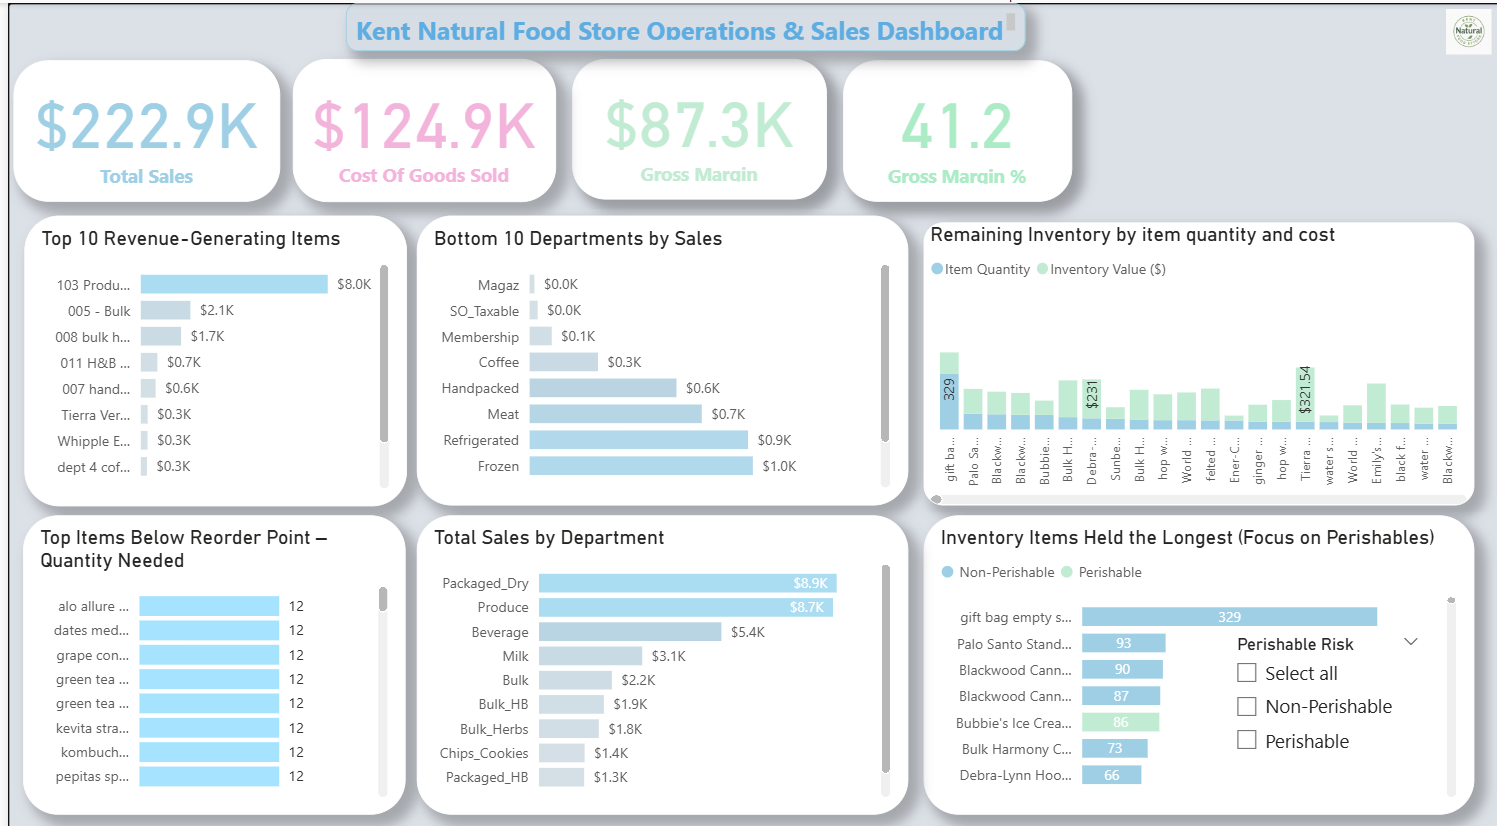 Kent Natural Food Store Operations & Sales Dashboard
Natural
$222.9K
Total Sales
$124.9K
Cost Of Goods Sold
$87.3K
Gross Margin
41.2
Gross Margin %
Top 10 Revenue-Generating Items
103 Produ... $8.0K
005 - Bulk $2.1K
008 bulk h... $1.7K
011 H&B ... $0.7K
007 hand... $0.6K
Tierra Ver... $0.3K
Whipple E... $0.3K
dept 4 cof... $0.3K
Bottom 10 Departments by Sales
Magaz $0.0K
SO_Taxable $0.0K
Membership $0.1K
Coffee $0.3K
Handpacked $0.6K
Meat $0.7K
Refrigerated $0.9K
Frozen $1.0K
Remaining Inventory by item quantity and cost
Item Quantity Inventory Value ($)
329
$231
$321.54
gift ba...
Palo Sa...
Blackw...
Blackw...
Bubbie...
Bulk H...
Debra-...
Sunbe...
Bulk H...
hop w...
World ...
felted ...
Ener-C...
ginger ...
hop w...
Tierra ...
water s...
World ...
Emily's...
black f...
water ...
Blackw...
Top Items Below Reorder Point –
Quantity Needed
alo allure ... 12
dates med... 12
grape con... 12
green tea ... 12
green tea ... 12
kevita stra... 12
kombuch... 12
pepitas sp... 12
Total Sales by Department
Packaged_Dry $8.9K
Produce $8.7K
Beverage $5.4K
Milk $3.1K
Bulk $2.2K
Bulk_HB $1.9K
Bulk_Herbs $1.8K
Chips_Cookies $1.4K
Packaged_HB $1.3K
Inventory Items Held the Longest (Focus on Perishables)
Non-Perishable Perishable
gift bag empty s... 329
Palo Santo Stand... 93
Blackwood Cann... 90
Blackwood Cann... 87
Bubbie's Ice Crea... 86
Bulk Harmony C... 73
Debra-Lynn Hoo... 66
Perishable Risk
Select all
Non-Perishable
Perishable